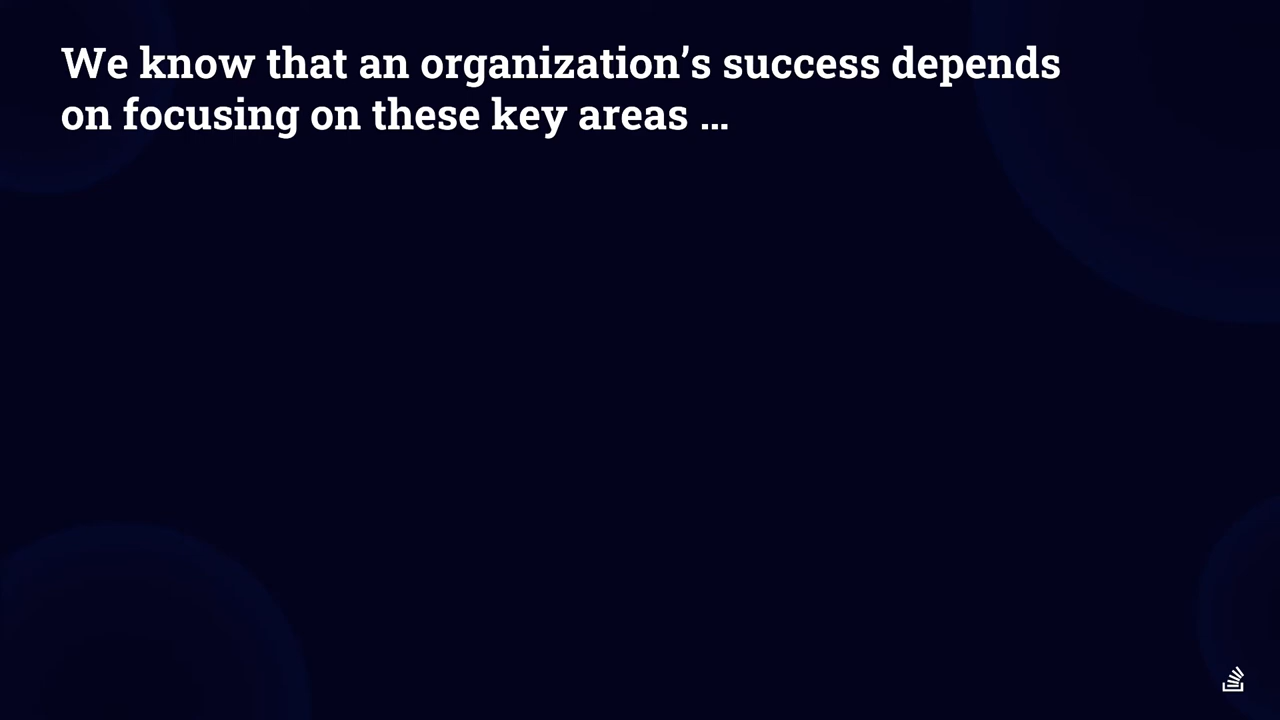 We know that an organization’s success depends
on focusing on these key areas …